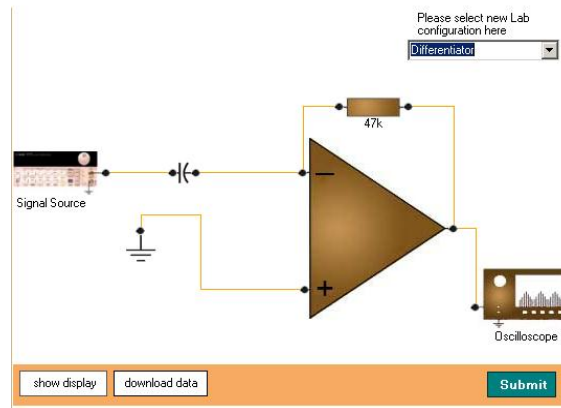 Please select new Lab
configuration here
Differentiator
47k
Signal Source
Oscilloscope
show display
download data
Submit